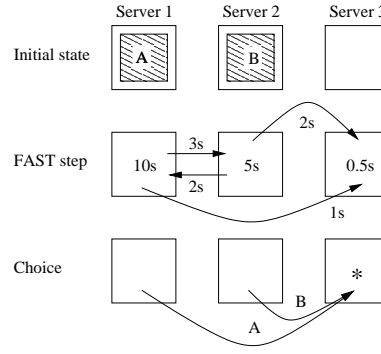 Server 1 Server 2 Server 3
Initial state A B
2s
3s
FAST step 10s 5s 0.5s
2s
1s
Choice
*
B
A